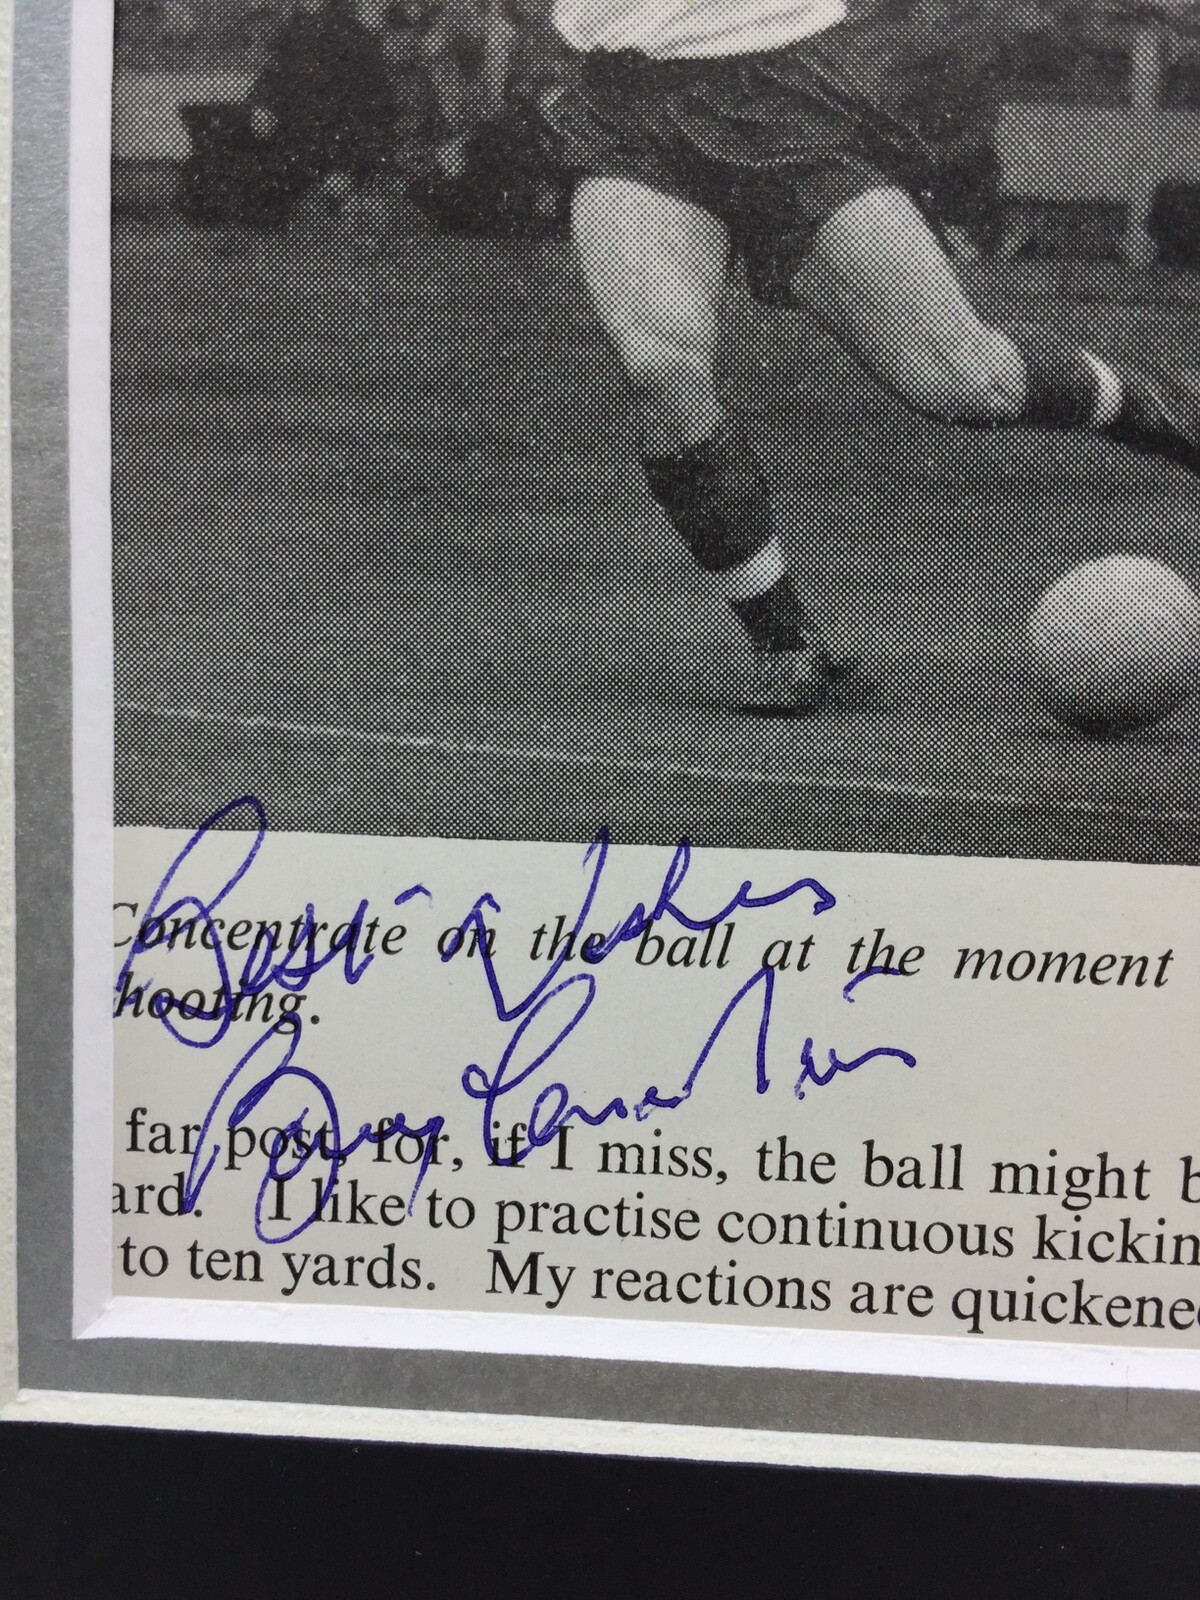 Best Wishes
Concentrate on the ball at the moment
hooting.
far post, for, if I miss, the ball might b
ard. I like to practise continuous kickin
to ten yards. My reactions are quickene